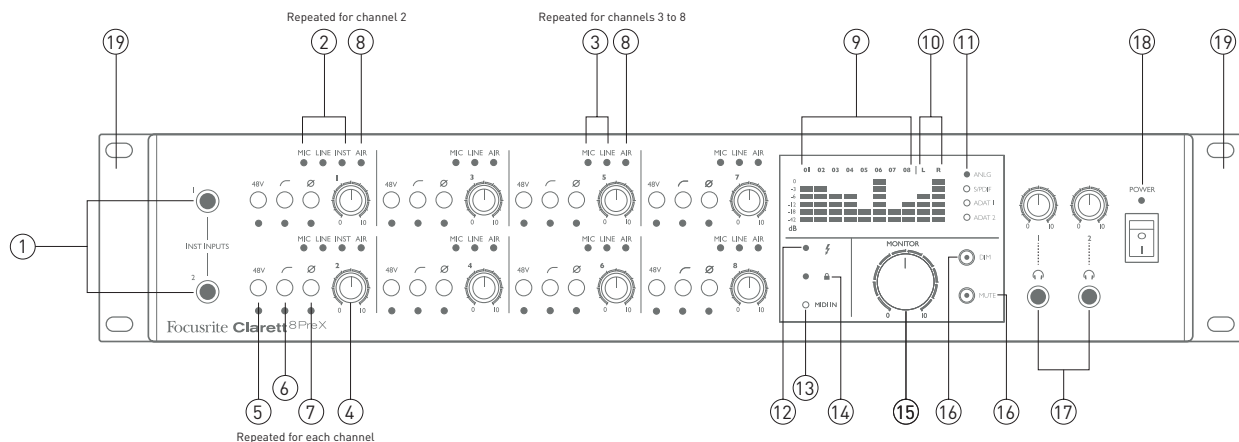 Repeated for channel 2
Repeated for channels 3 to 8
19 2 8 3 8 9 10 11 18 19
MIC LINE INST AIR
MIC LINE AIR
MIC LINE AIR
MIC LINE AIR
01 02 03 04 05 06 07 08 L R
0
-3
-6
-12
-18
-42
dB
ANLG
S/PDIF
ADAT 1
ADAT 2
POWER
48V Ø 1 0 10
48V Ø 3 0 10
48V Ø 5 0 10
48V Ø 7 0 10
1
INST INPUTS
2
1
MIC LINE INST AIR
MIC LINE AIR
MIC LINE AIR
MIC LINE AIR
48V Ø 2 0 10
48V Ø 4 0 10
48V Ø 6 0 10
48V Ø 8 0 10
MONITOR
0 10
MIDI IN
DIM
MUTE
0 10 0 10
1 2
I
Focusrite Clarett 8PreX
5 6 7 4 12 13 14 15 16 16 17
Repeated for each channel